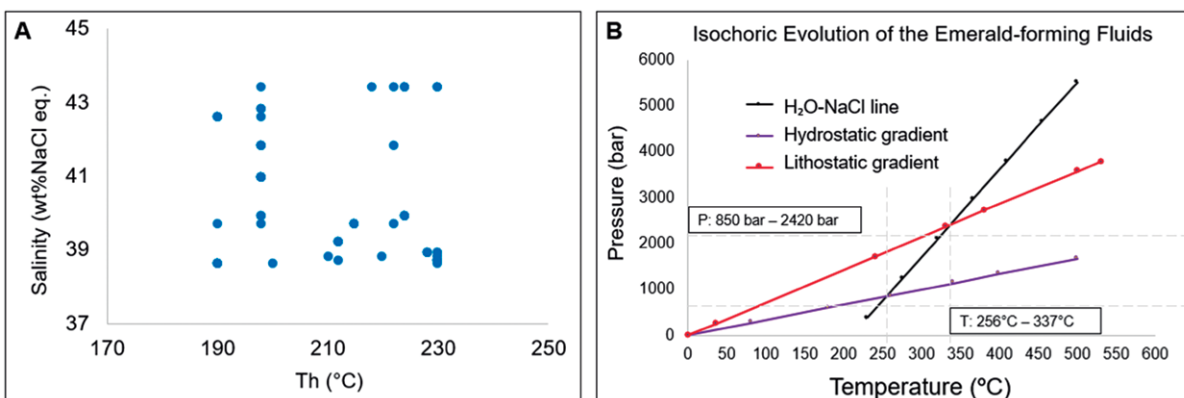 A
45
43
41
39
37
Salinity (wt%NaCl eq.)
170
190
210
230
250
Th (°C)
B
Isochoric Evolution of the Emerald-forming Fluids
6000
5000
4000
3000
2000
1000
0
Pressure (bar)
H₂O-NaCl line
Hydrostatic gradient
Lithostatic gradient
P: 850 bar – 2420 bar
T: 256°C – 337°C
0 50 100 150 200 250 300 350 400 450 500 600
Temperature (ºC)